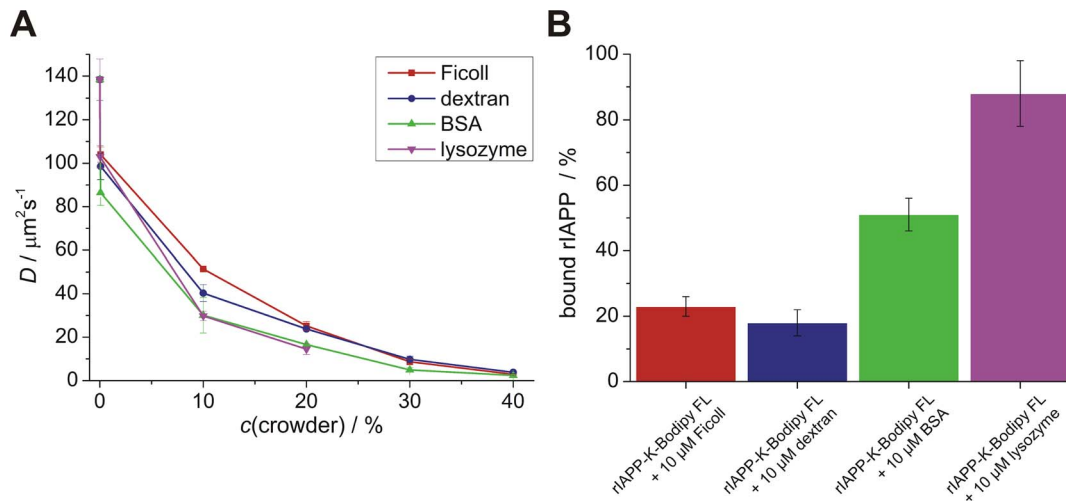 A
Ficoll
dextran
BSA
lysozyme
D / μm²s⁻¹
140
120
100
80
60
40
20
0
0 10 20 30 40
c(crowder) / %
B
bound rIAPP / %
100
80
60
40
20
0
rIAPP-K-Bodipy FL
+ 10 μM Ficoll
rIAPP-K-Bodipy FL
+ 10 μM dextran
rIAPP-K-Bodipy FL
+ 10 μM BSA
rIAPP-K-Bodipy FL
+ 10 μM lysozyme